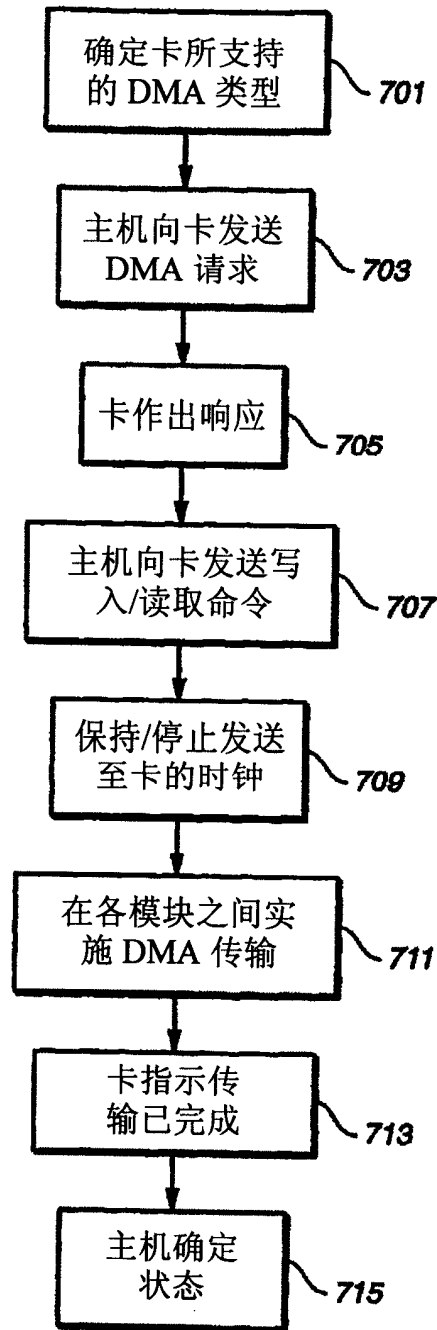 确定卡所支持
的 DMA 类型
701
主机向卡发送
DMA 请求
703
卡作出响应
705
主机向卡发送写
入/读取命令
707
保持/停止发送
至卡的时钟
709
在各模块之间实
施 DMA 传输
711
卡指示传
输已完成
713
主机确定
状态
715